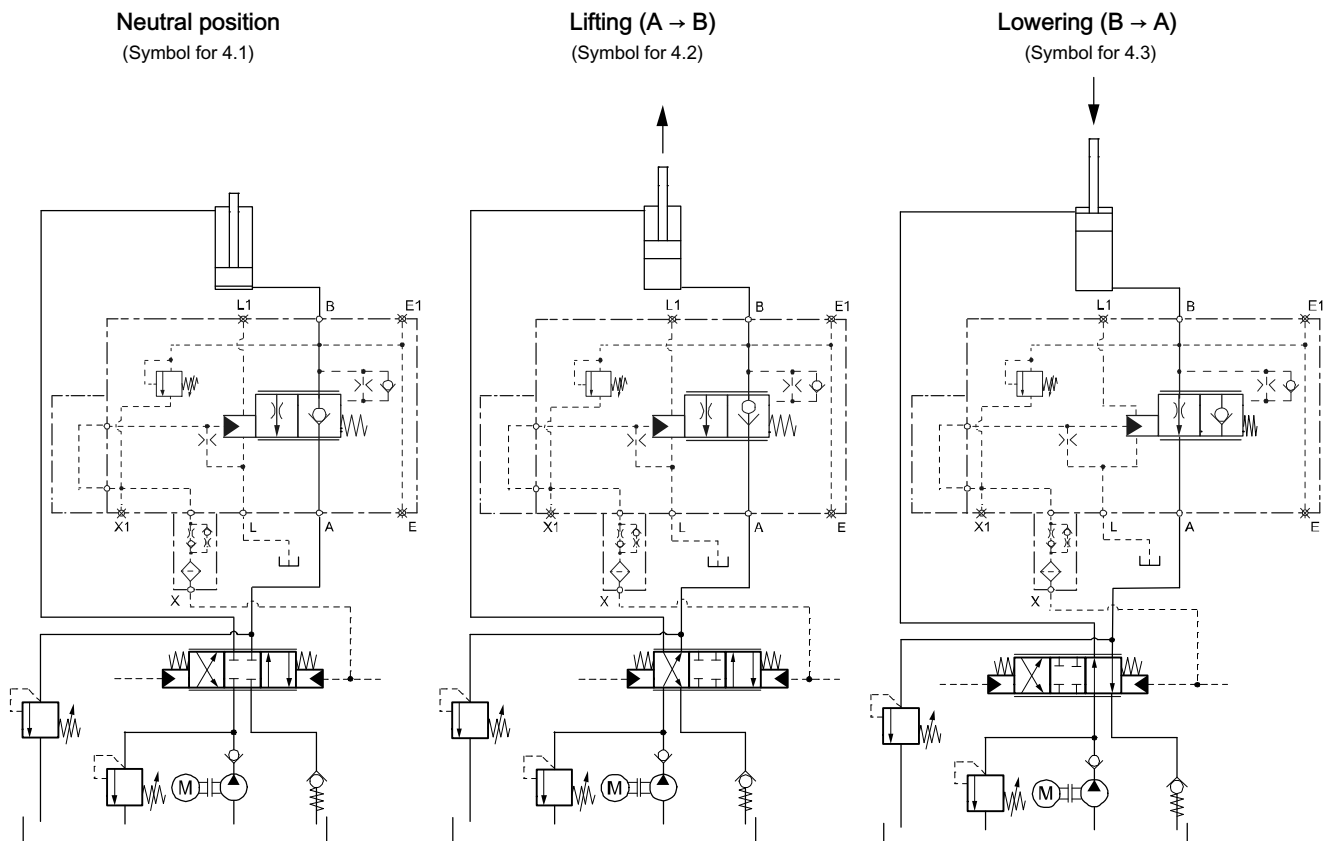 Neutral position
(Symbol for 4.1)
Lifting (A → B)
(Symbol for 4.2)
Lowering (B → A)
(Symbol for 4.3)
L1 B E1
X1 L A E
X
M
L1 B E1
X1 L A E
X
M
L1 B E1
X1 L A E
X
M